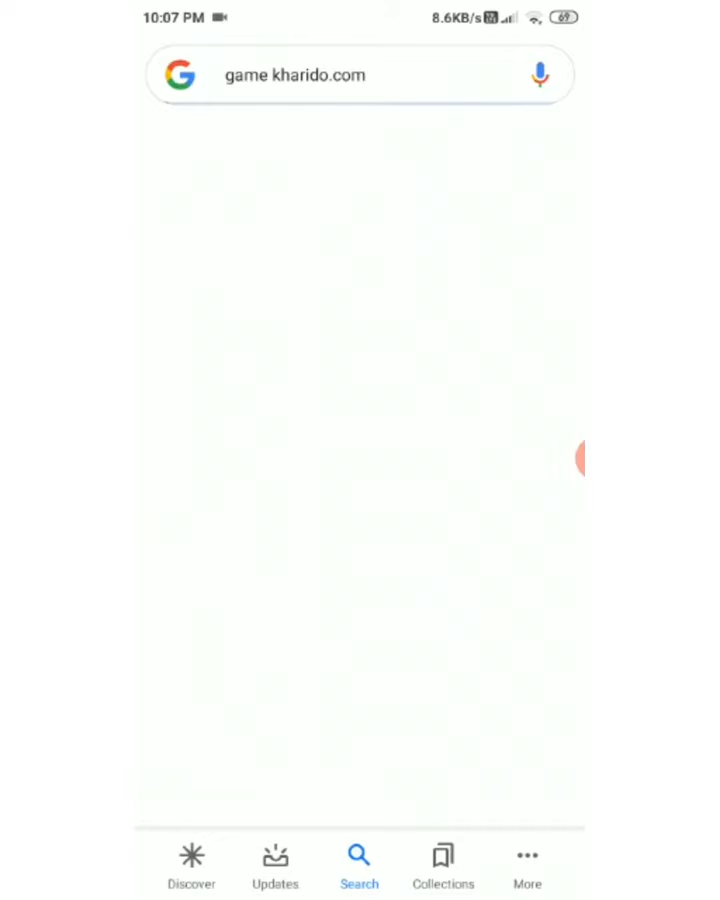 10:07 PM 8.6KB/s 69
game kharido.com
Discover Updates Search Collections More